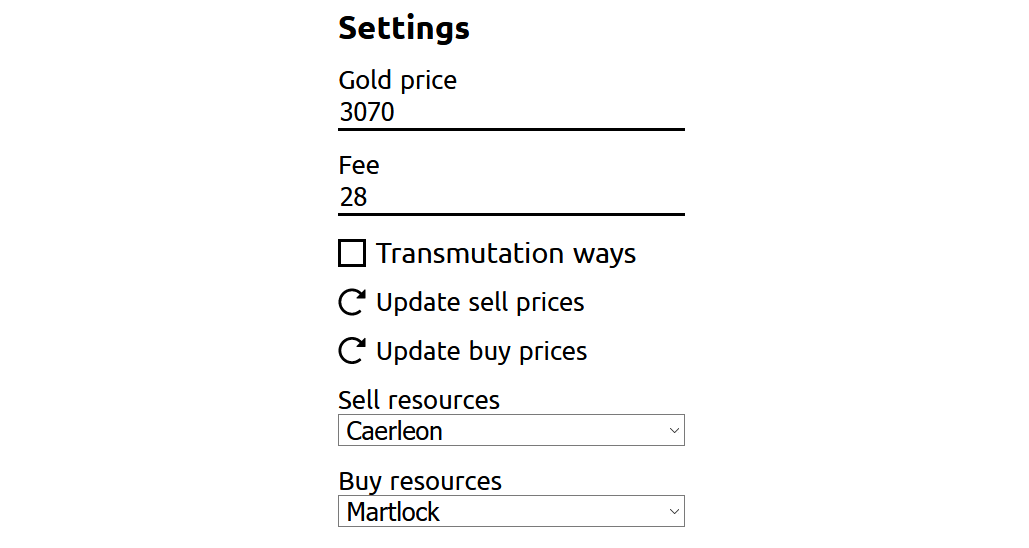 Settings
Gold price
3070
Fee
28
Transmutation ways
Update sell prices
Update buy prices
Sell resources
Caerleon
Buy resources
Martlock